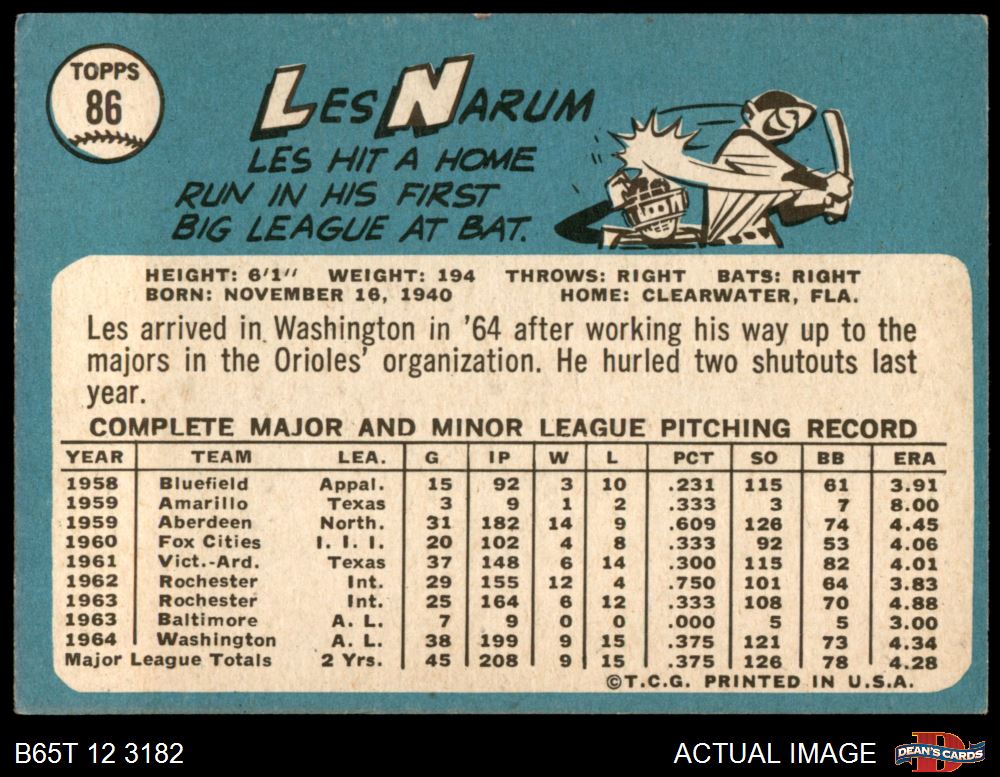 TOPPS
86
LES NARUM
LES HIT A HOME
RUN IN HIS FIRST
BIG LEAGUE AT BAT.
HEIGHT: 6'1" WEIGHT: 194 THROWS: RIGHT BATS: RIGHT
BORN: NOVEMBER 16, 1940 HOME: CLEARWATER, FLA.
Les arrived in Washington in '64 after working his way up to the
majors in the Orioles' organization. He hurled two shutouts last
year.
COMPLETE MAJOR AND MINOR LEAGUE PITCHING RECORD
YEAR TEAM LEA. G IP W L PCT SO BB ERA
1958 Bluefield Appal. 15 92 3 10 .231 115 61 3.91
1959 Amarillo Texas 3 9 1 2 .333 3 7 8.00
1959 Aberdeen North. 31 182 14 9 .609 126 74 4.45
1960 Fox Cities I. I. I. 20 102 4 8 .333 92 53 4.06
1961 Vict.-Ard. Texas 37 148 6 14 .300 115 82 4.01
1962 Rochester Int. 29 155 12 4 .750 101 64 3.83
1963 Rochester Int. 25 164 6 12 .333 108 70 4.88
1963 Baltimore A. L. 7 9 0 0 .000 5 5 3.00
1964 Washington A. L. 38 199 9 15 .375 121 73 4.34
Major League Totals 2 Yrs. 45 208 9 15 .375 126 78 4.28
©T.C.G. PRINTED IN U.S.A.
B65T 12 3182 ACTUAL IMAGE DEAN'S CARDS